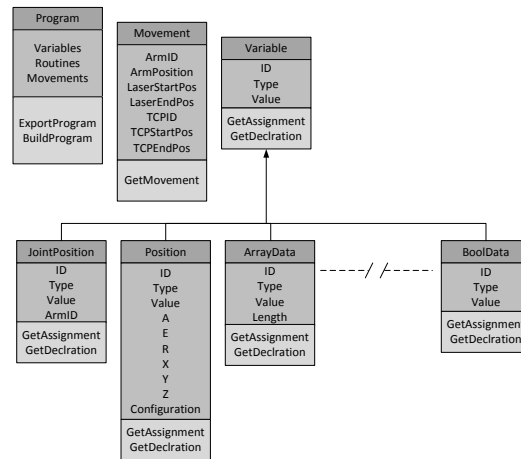 Program
Variables
Routines
Movements
ExportProgram
BuildProgram
Movement
ArmID
ArmPosition
LaserStartPos
LaserEndPos
TCPID
TCPStartPos
TCPEndPos
GetMovement
Variable
ID
Type
Value
GetAssignment
GetDeclration
JointPosition
ID
Type
Value
ArmID
GetAssignment
GetDeclration
Position
ID
Type
Value
A
E
R
X
Y
Z
Configuration
GetAssignment
GetDeclration
ArrayData
ID
Type
Value
Length
GetAssignment
GetDeclration
BoolData
ID
Type
Value
GetAssignment
GetDeclration